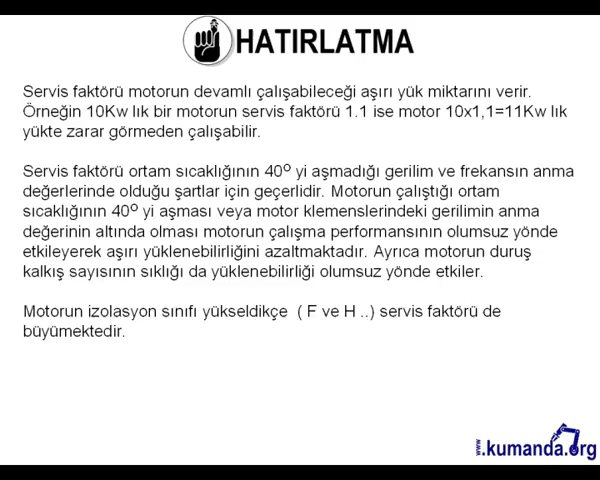 HATIRLATMA
Servis faktörü motorun devamlı çalışabileceği aşırı yük miktarını verir.
Örneğin 10Kw lık bir motorun servis faktörü 1.1 ise motor 10x1,1=11Kw lık
yükte zarar görmeden çalışabilir.
Servis faktörü ortam sıcaklığının 40º yi aşmadığı gerilim ve frekansın anma
değerlerinde olduğu şartlar için geçerlidir. Motorun çalıştığı ortam
sıcaklığının 40º yi aşması veya motor klemenslerindeki gerilimin anma
değerinin altında olması motorun çalışma performansının olumsuz yönde
etkileyerek aşırı yüklenebilirliğini azaltmaktadır. Ayrıca motorun duruş
kalkış sayısının sıklığı da yüklenebilirliği olumsuz yönde etkiler.
Motorun izolasyon sınıfı yükseldikçe ( F ve H ..) servis faktörü de
büyümektedir.
www.kumanda.org